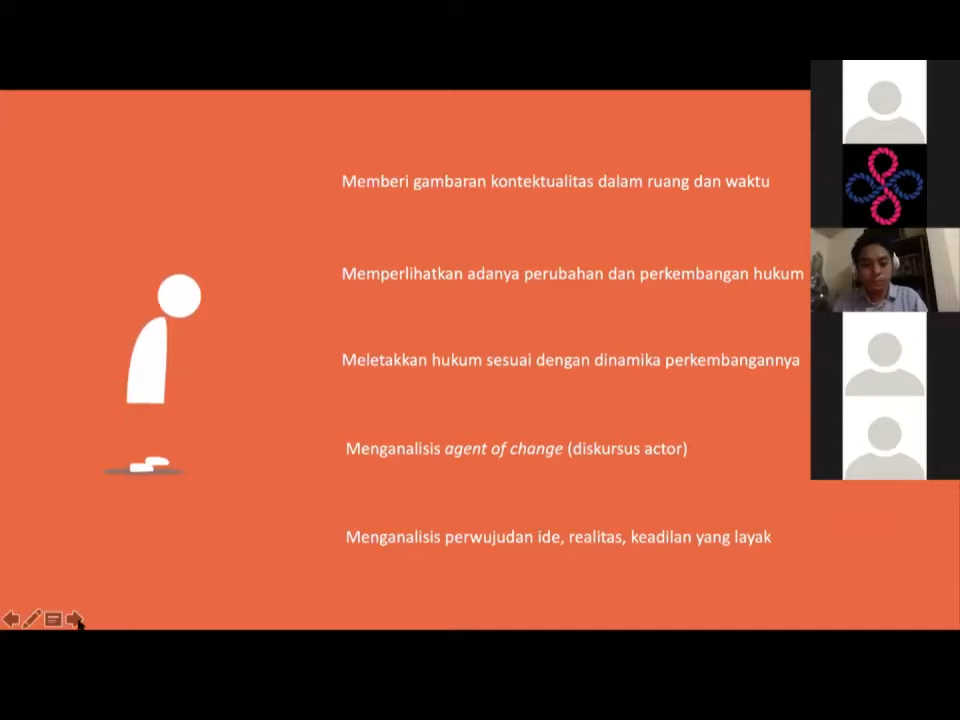 Memberi gambaran kontektualitas dalam ruang dan waktu
Memperlihatkan adanya perubahan dan perkembangan hukum
Meletakkan hukum sesuai dengan dinamika perkembangannya
Menganalisis agent of change (diskursus actor)
Menganalisis perwujudan ide, realitas, keadilan yang layak